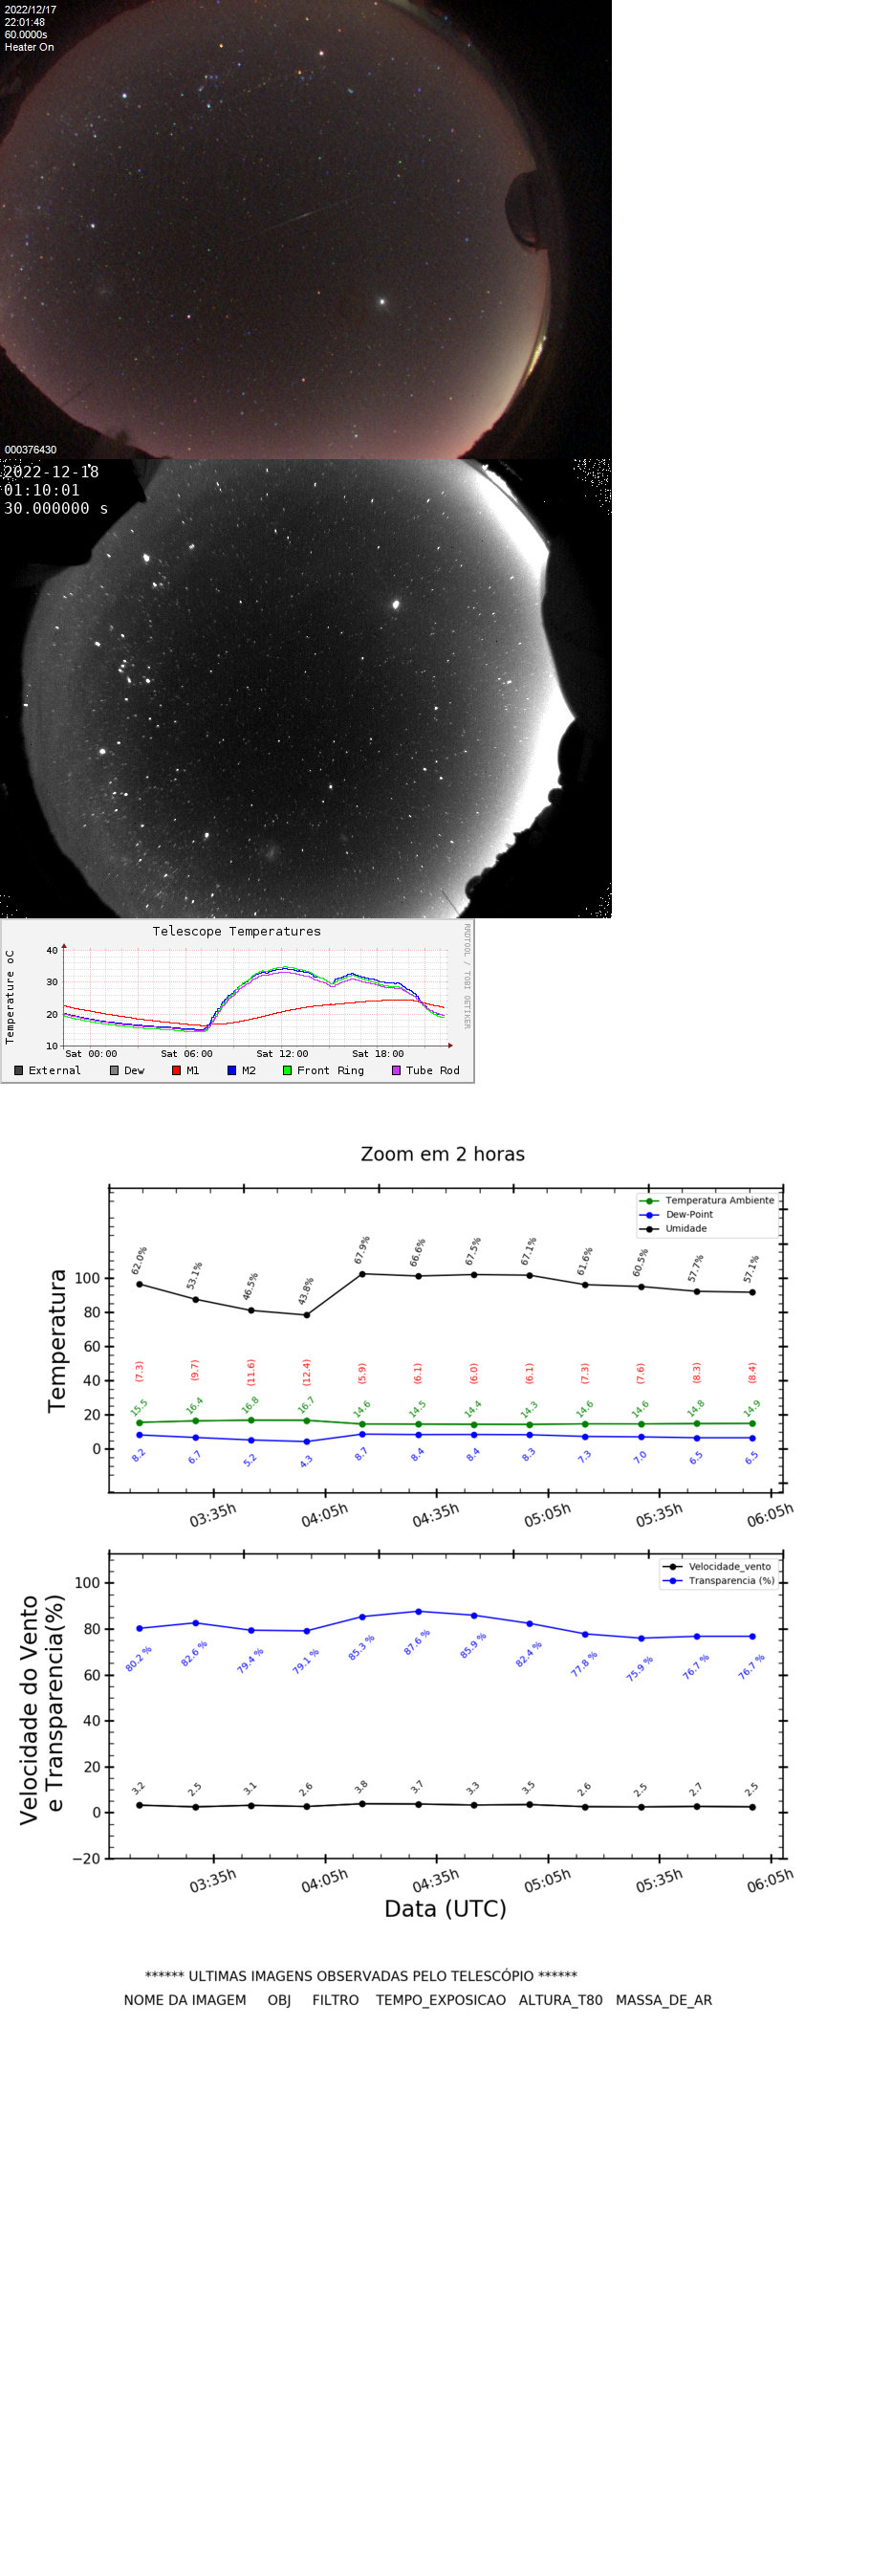 2022/12/17
22:01:48
60.0000s
Heater On
000376430
2022-12-18
01:10:01
30.000000 s
Telescope Temperatures
RRDTOOL / TOBI OETIKER
Temperature oC
40
30
20
10
Sat 00:00 Sat 06:00 Sat 12:00 Sat 18:00
External Dew M1 M2 Front Ring Tube Rod
Zoom em 2 horas
Temperatura Ambiente
Dew-Point
Umidade
Temperatura
100
80
60
40
20
0
62.0% 53.1% 46.5% 43.8% 67.9% 66.6% 67.5% 67.1% 61.6% 60.5% 57.7% 57.1%
(7.3) (9.7) (11.6) (12.4) (5.9) (6.1) (6.0) (6.1) (7.3) (7.6) (8.3) (8.4)
15.5 16.4 16.8 16.7 14.6 14.5 14.4 14.3 14.6 14.6 14.8 14.9
8.2 6.7 5.2 4.3 8.7 8.4 8.4 8.3 7.3 7.0 6.5 6.5
03:35h 04:05h 04:35h 05:05h 05:35h 06:05h
Velocidade_vento
Transparencia (%)
Velocidade do Vento
e Transparencia(%)
100
80
60
40
20
0
−20
80.2 % 82.6 % 79.4 % 79.1 % 85.3 % 87.6 % 85.9 % 82.4 % 77.8 % 75.9 % 76.7 % 76.7 %
3.2 2.5 3.1 2.6 3.8 3.7 3.3 3.5 2.6 2.5 2.7 2.5
03:35h 04:05h 04:35h 05:05h 05:35h 06:05h
Data (UTC)
****** ULTIMAS IMAGENS OBSERVADAS PELO TELESCÓPIO ******
NOME DA IMAGEM OBJ FILTRO TEMPO_EXPOSICAO ALTURA_T80 MASSA_DE_AR